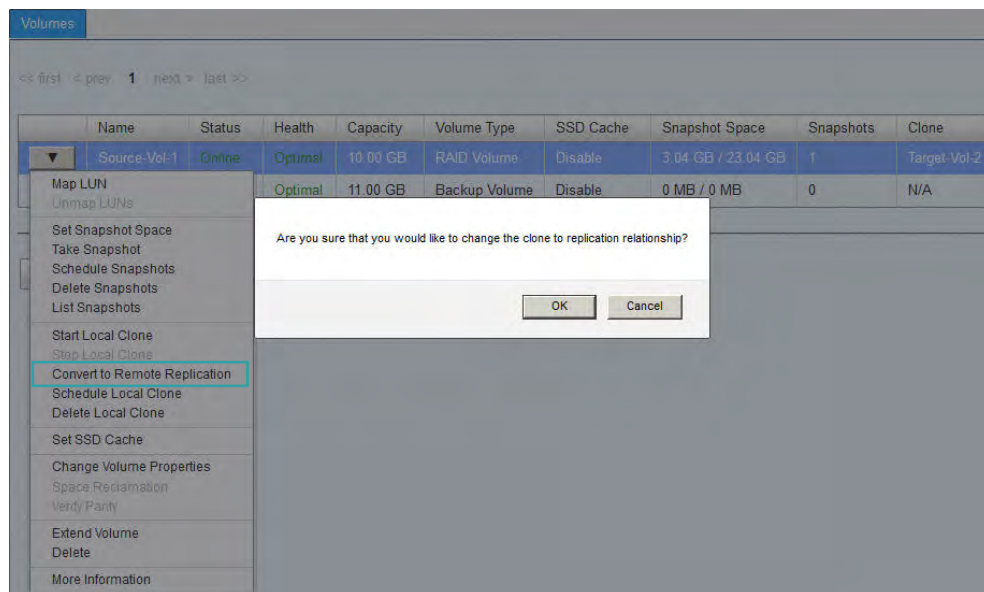 Volumes
<< first < prev 1 next > last >>
Name Status Health Capacity Volume Type SSD Cache Snapshot Space Snapshots Clone
▼ Source-Vol-1 Online Optimal 10.00 GB RAID Volume Disable 3.04 GB / 23.04 GB 1 Target-Vol-2
Optimal 11.00 GB Backup Volume Disable 0 MB / 0 MB 0 N/A
Map LUN
Unmap LUNs
Set Snapshot Space
Take Snapshot
Schedule Snapshots
Delete Snapshots
List Snapshots
Start Local Clone
Stop Local Clone
Convert to Remote Replication
Schedule Local Clone
Delete Local Clone
Set SSD Cache
Change Volume Properties
Space Reclamation
Verify Parity
Extend Volume
Delete
More Information
Are you sure that you would like to change the clone to replication relationship?
OK Cancel